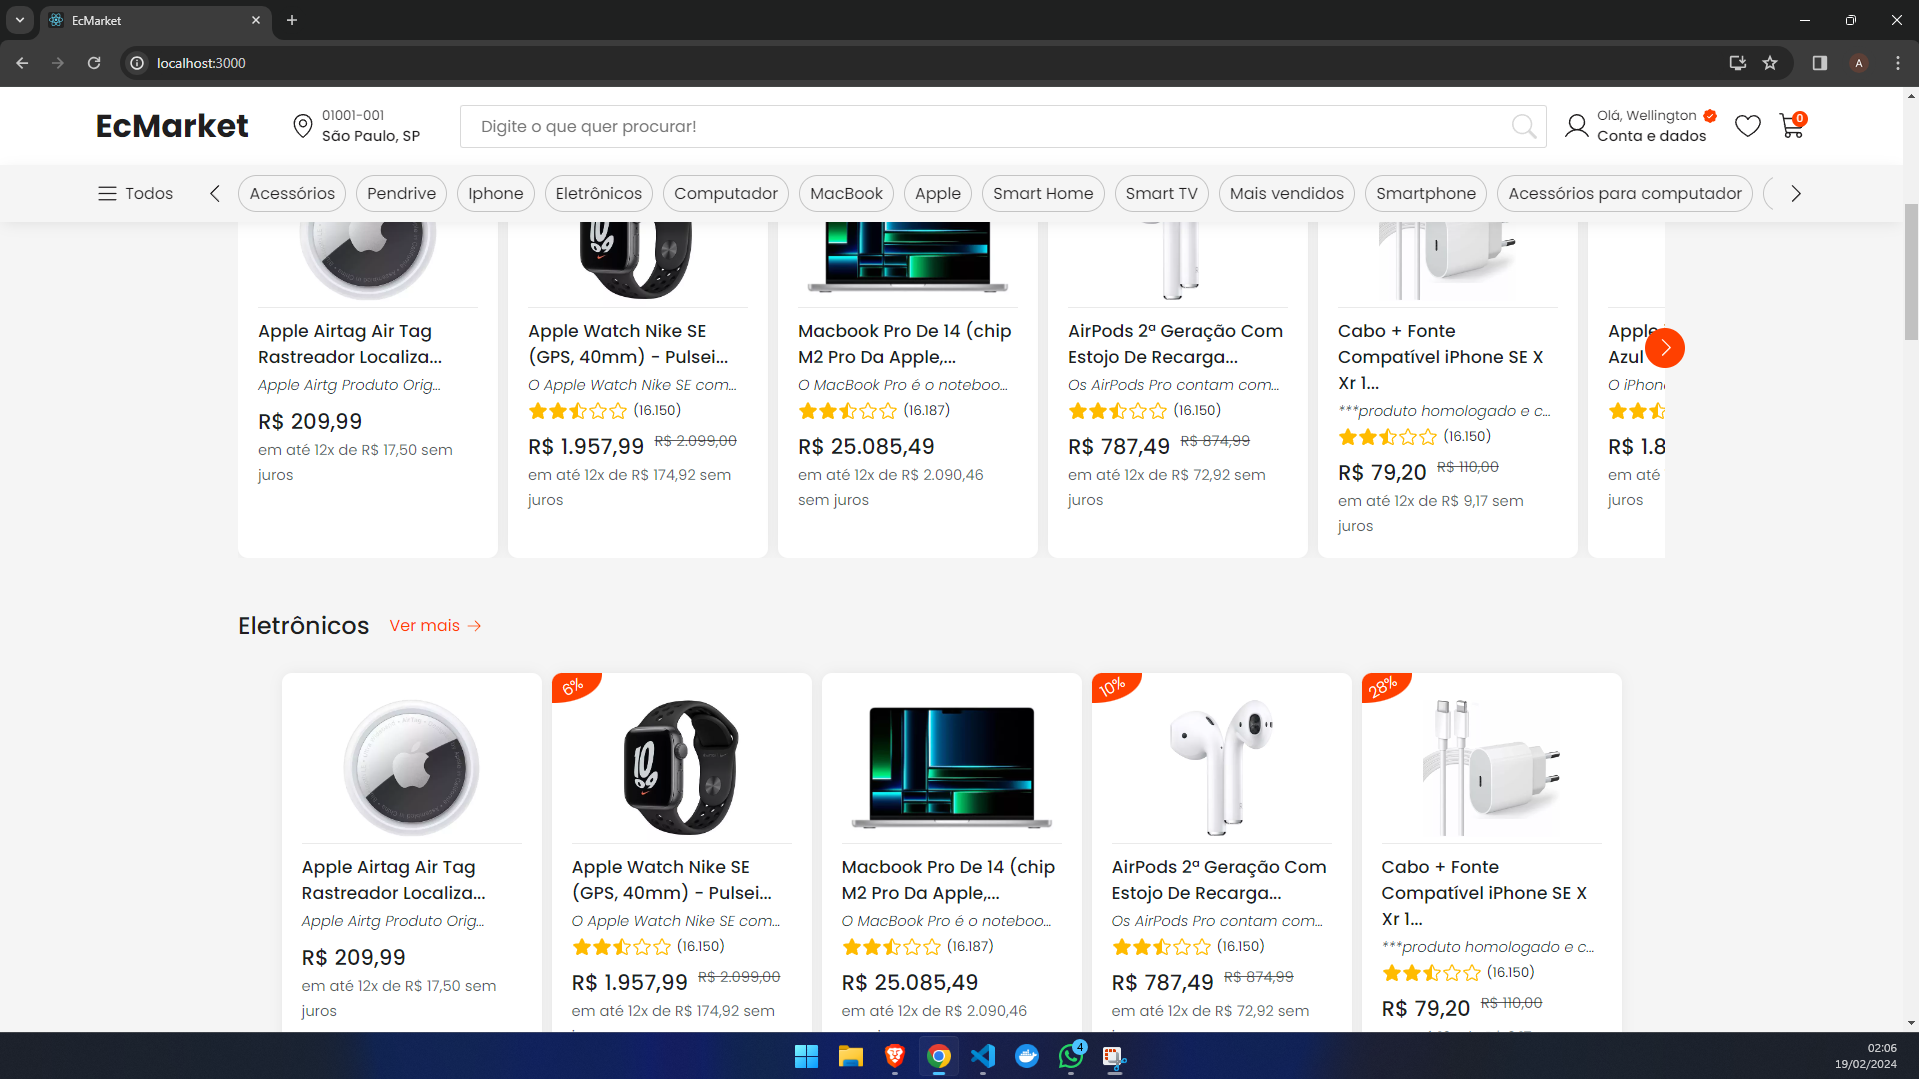 EcMarket
localhost:3000
A
EcMarket
01001-001
São Paulo, SP
Digite o que quer procurar!
Olá, Wellington
Conta e dados
0
Todos
Acessórios
Pendrive
Iphone
Eletrônicos
Computador
MacBook
Apple
Smart Home
Smart TV
Mais vendidos
Smartphone
Acessórios para computador
Apple Airtag Air Tag
Rastreador Localiza...
Apple Airtg Produto Orig...
R$ 209,99
em até 12x de R$ 17,50 sem
juros
Apple Watch Nike SE
(GPS, 40mm) - Pulsei...
O Apple Watch Nike SE com...
(16.150)
R$ 1.957,99 R$ 2.099,00
em até 12x de R$ 174,92 sem
juros
Macbook Pro De 14 (chip
M2 Pro Da Apple,...
O MacBook Pro é o noteboo...
(16.187)
R$ 25.085,49
em até 12x de R$ 2.090,46
sem juros
AirPods 2ª Geração Com
Estojo De Recarga...
Os AirPods Pro contam com...
(16.150)
R$ 787,49 R$ 874,99
em até 12x de R$ 72,92 sem
juros
Cabo + Fonte
Compatível iPhone SE X
Xr 1...
***produto homologado e c...
(16.150)
R$ 79,20 R$ 110,00
em até 12x de R$ 9,17 sem
juros
Apple
Azul
O iPhon
R$ 1.8
em até
juros
Eletrônicos Ver mais
Apple Airtag Air Tag
Rastreador Localiza...
Apple Airtg Produto Orig...
R$ 209,99
em até 12x de R$ 17,50 sem
juros
6%
10
09
Apple Watch Nike SE
(GPS, 40mm) - Pulsei...
O Apple Watch Nike SE com...
(16.150)
R$ 1.957,99 R$ 2.099,00
em até 12x de R$ 174,92 sem
Macbook Pro De 14 (chip
M2 Pro Da Apple,...
O MacBook Pro é o noteboo...
(16.187)
R$ 25.085,49
em até 12x de R$ 2.090,46
10%
AirPods 2ª Geração Com
Estojo De Recarga...
Os AirPods Pro contam com...
(16.150)
R$ 787,49 R$ 874,99
em até 12x de R$ 72,92 sem
28%
Cabo + Fonte
Compatível iPhone SE X
Xr 1...
***produto homologado e c...
(16.150)
R$ 79,20 R$ 110,00
4
02:06
19/02/2024